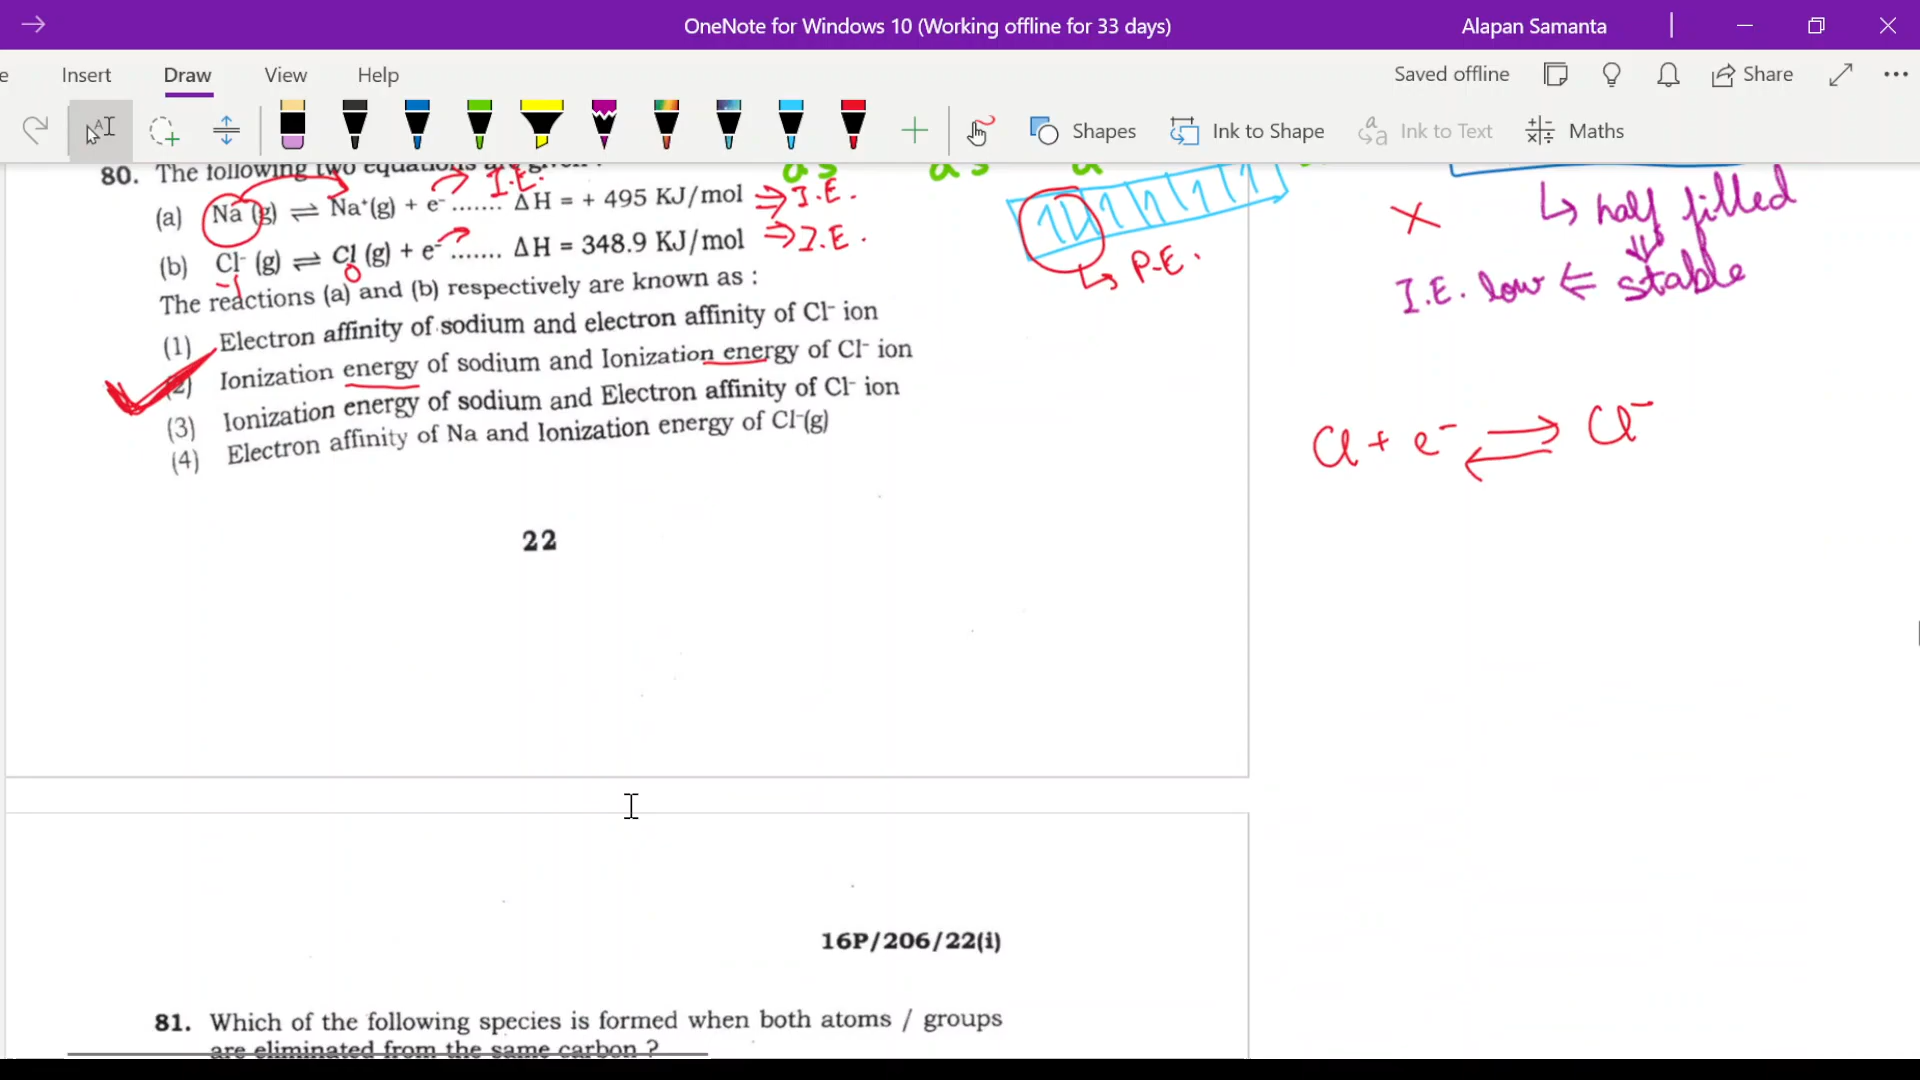 OneNote for Windows 10 (Working offline for 33 days)
Alapan Samanta
Insert Draw View Help
Saved offline
Share
Shapes
Ink to Shape
Ink to Text
Maths
80. The following two equations are given :
(a) Na (g) ⇌ Na⁺(g) + e⁻ ....... ΔH = + 495 KJ/mol
I.E.
⇒ I.E.
(b) Cl⁻ (g) ⇌ Cl (g) + e⁻ ....... ΔH = 348.9 KJ/mol
⇒ I.E.
-1 0
The reactions (a) and (b) respectively are known as :
(1) Electron affinity of sodium and electron affinity of Cl⁻ ion
(2) Ionization energy of sodium and Ionization energy of Cl⁻ ion
(3) Ionization energy of sodium and Electron affinity of Cl⁻ ion
(4) Electron affinity of Na and Ionization energy of Cl⁻(g)
22
P.E.
half filled
I.E. low ⇐ stable
Cl + e⁻ ⇌ Cl⁻
16P/206/22(i)
81. Which of the following species is formed when both atoms / groups
are eliminated from the same carbon ?